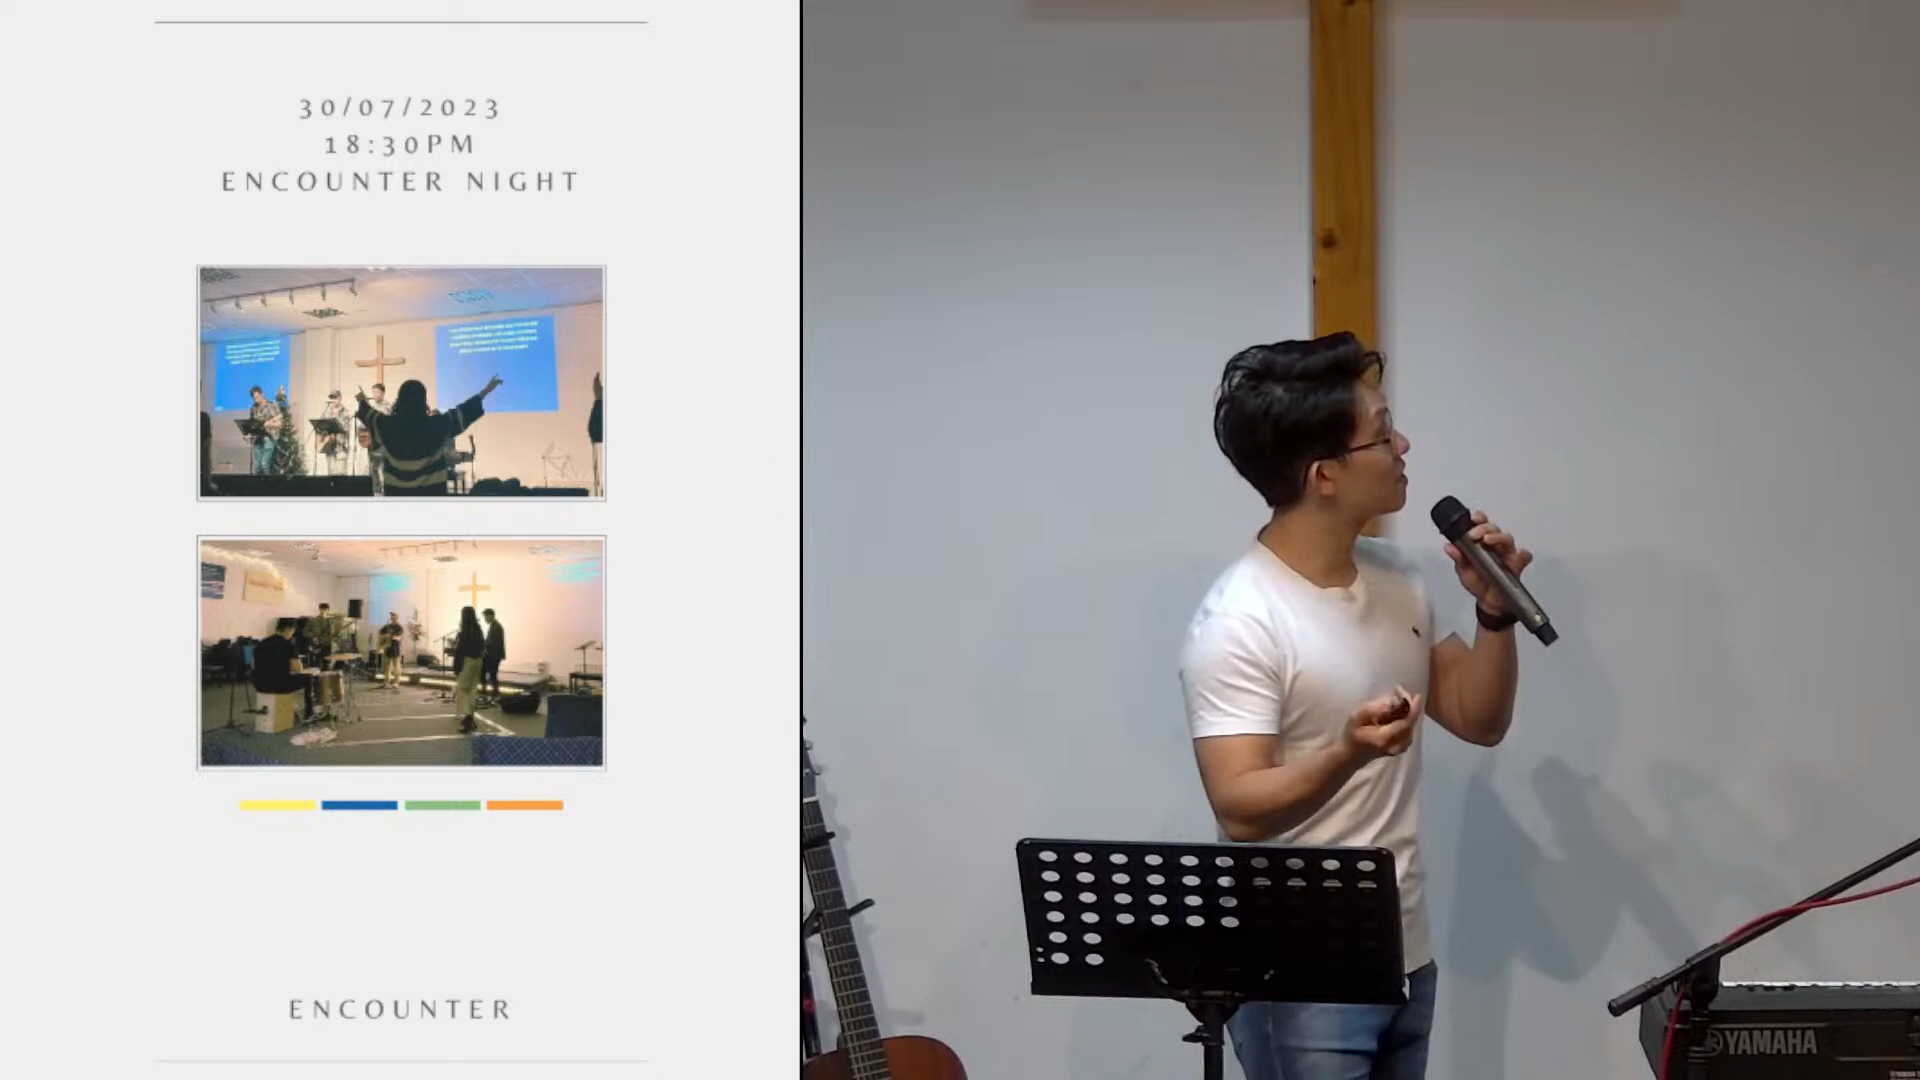 30/07/2023
18:30PM
ENCOUNTER NIGHT
ENCOUNTER
YAMAHA